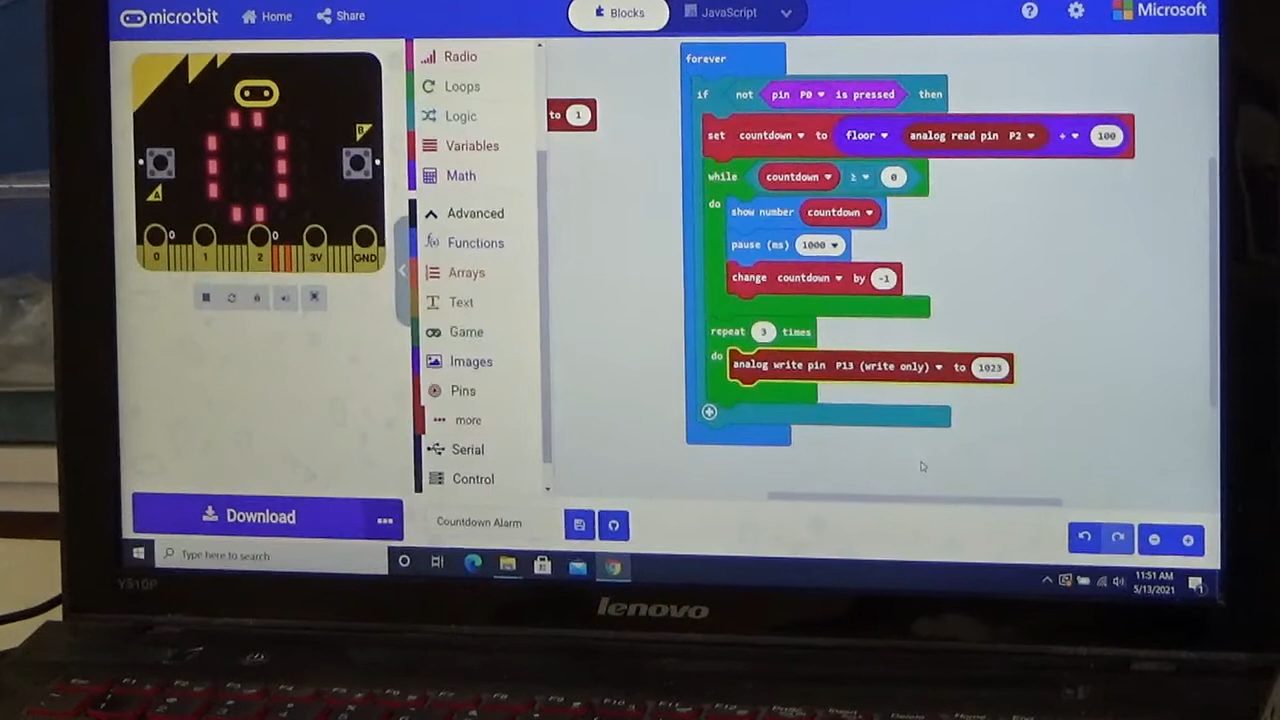 micro:bit Home Share Blocks JavaScript Microsoft
Radio
Loops
Logic
Variables
Math
Advanced
Functions
Arrays
Text
Game
Images
Pins
more
Serial
Control
to 1
forever
if not pin P0 is pressed then
set countdown to floor analog read pin P2 ÷ 100
while countdown ≥ 0
do show number countdown
pause (ms) 1000
change countdown by -1
repeat 3 times
do analog write pin P13 (write only) to 1023
A
B
0
0
0 1 2 3V GND
Download
Countdown Alarm
Type here to search
11:51 AM
5/13/2021
Y510P
lenovo